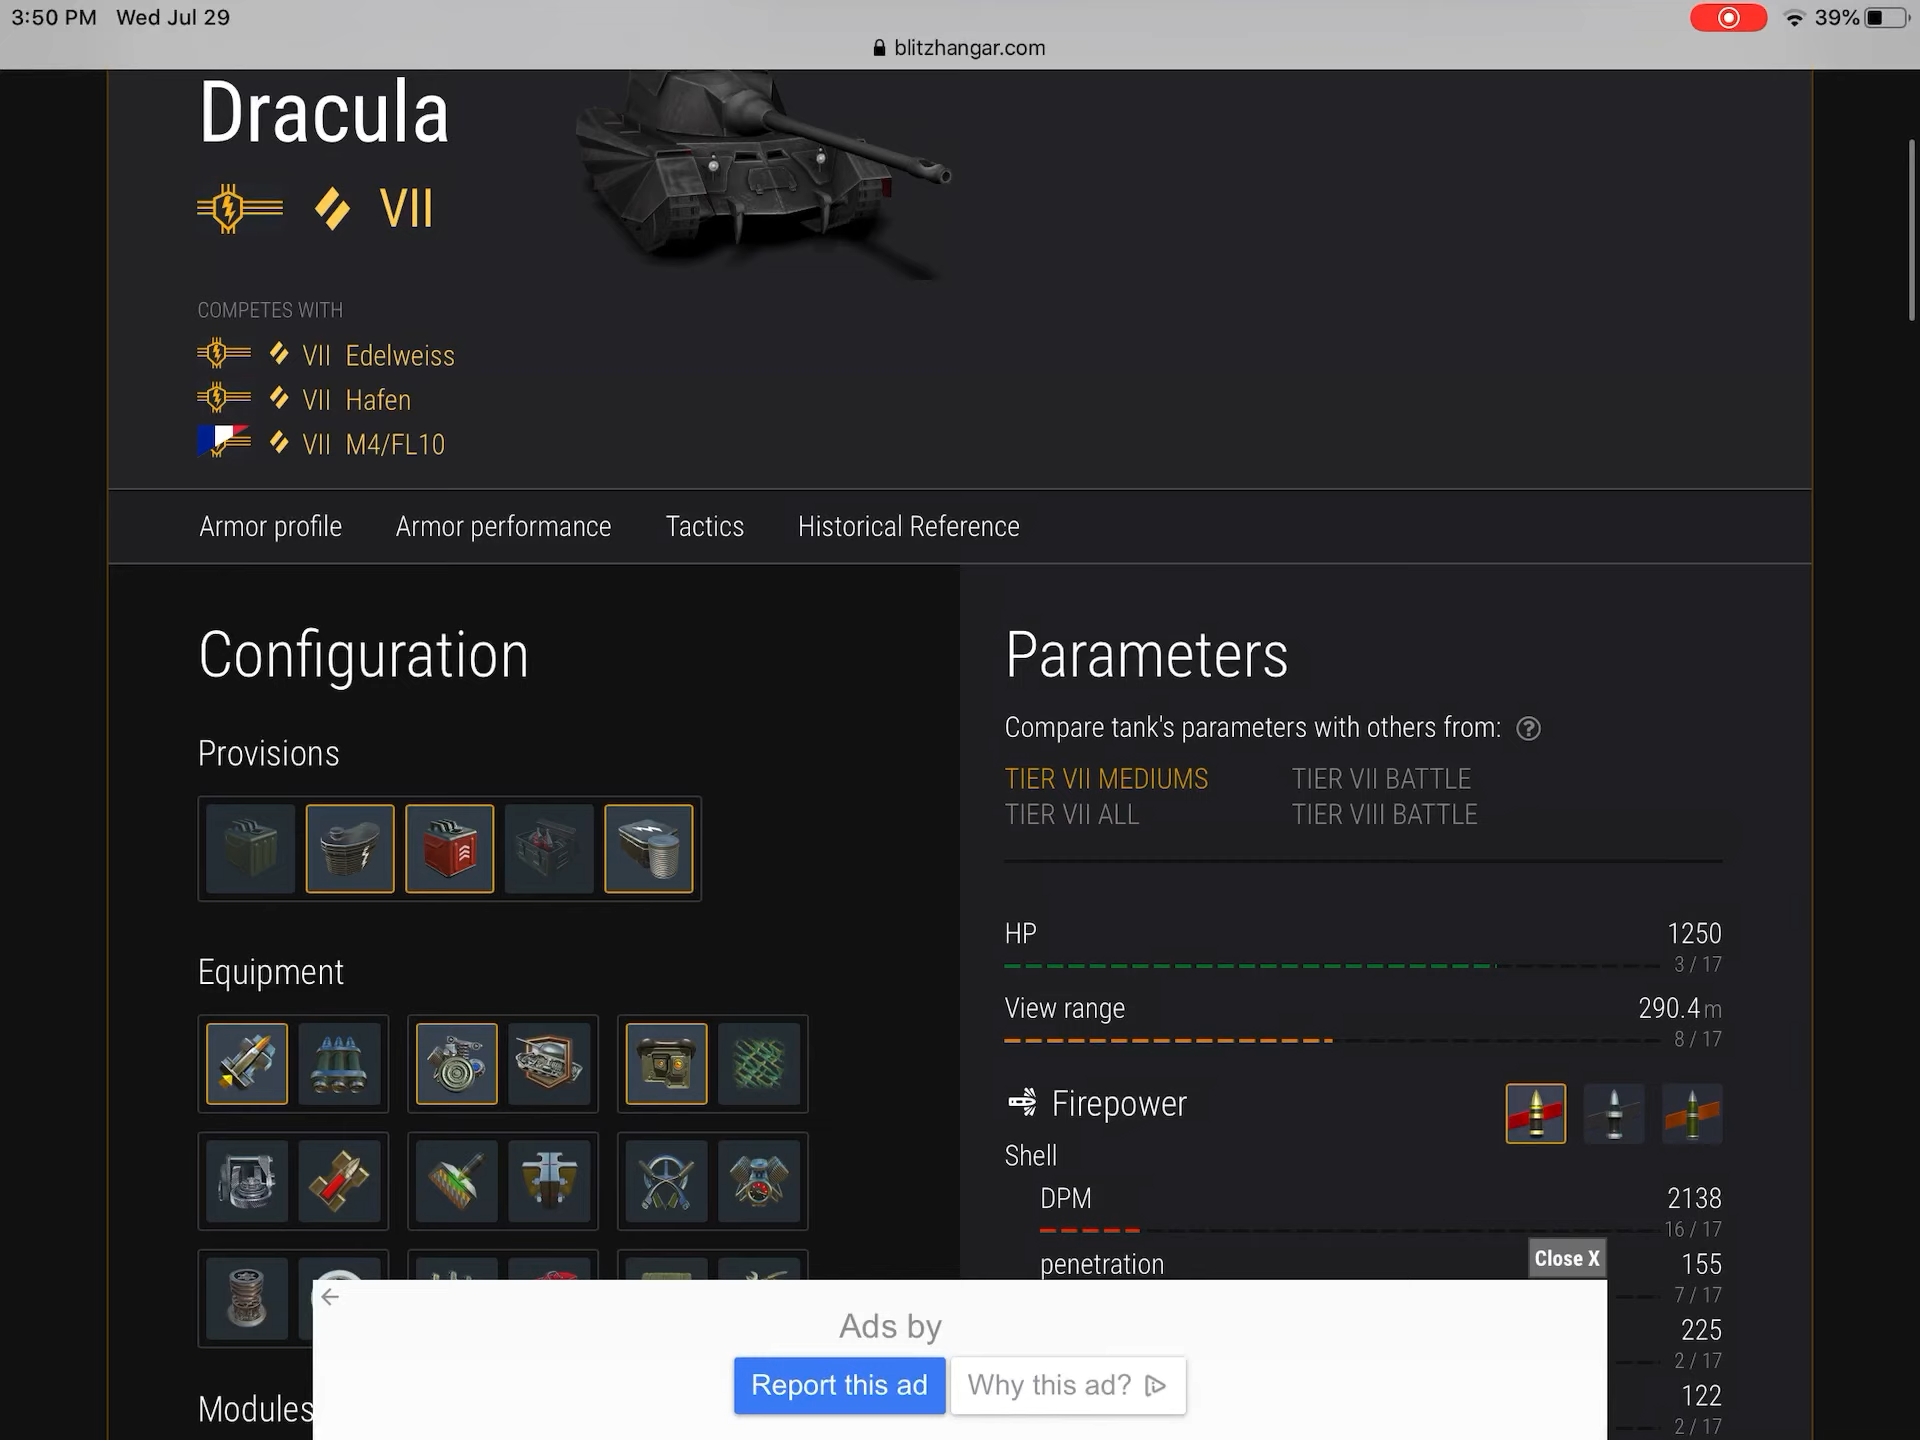 3:50 PM Wed Jul 29
39%
blitzhangar.com
Dracula
VII
COMPETES WITH
VII Edelweiss
VII Hafen
VII M4/FL10
Armor profile Armor performance Tactics Historical Reference
Configuration
Provisions
Equipment
Modules
Parameters
Compare tank's parameters with others from: ?
TIER VII MEDIUMS TIER VII BATTLE
TIER VII ALL TIER VIII BATTLE
HP 1250
3 / 17
View range 290.4 m
8 / 17
Firepower
Shell
DPM 2138
16 / 17
penetration 155
7 / 17
225
2 / 17
122
2 / 17
Close X
Ads by
Report this ad Why this ad?